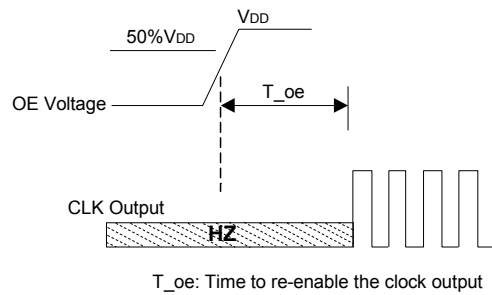 VDD
50%VDD
T_oe
OE Voltage
CLK Output
HZ
T_oe: Time to re-enable the clock output